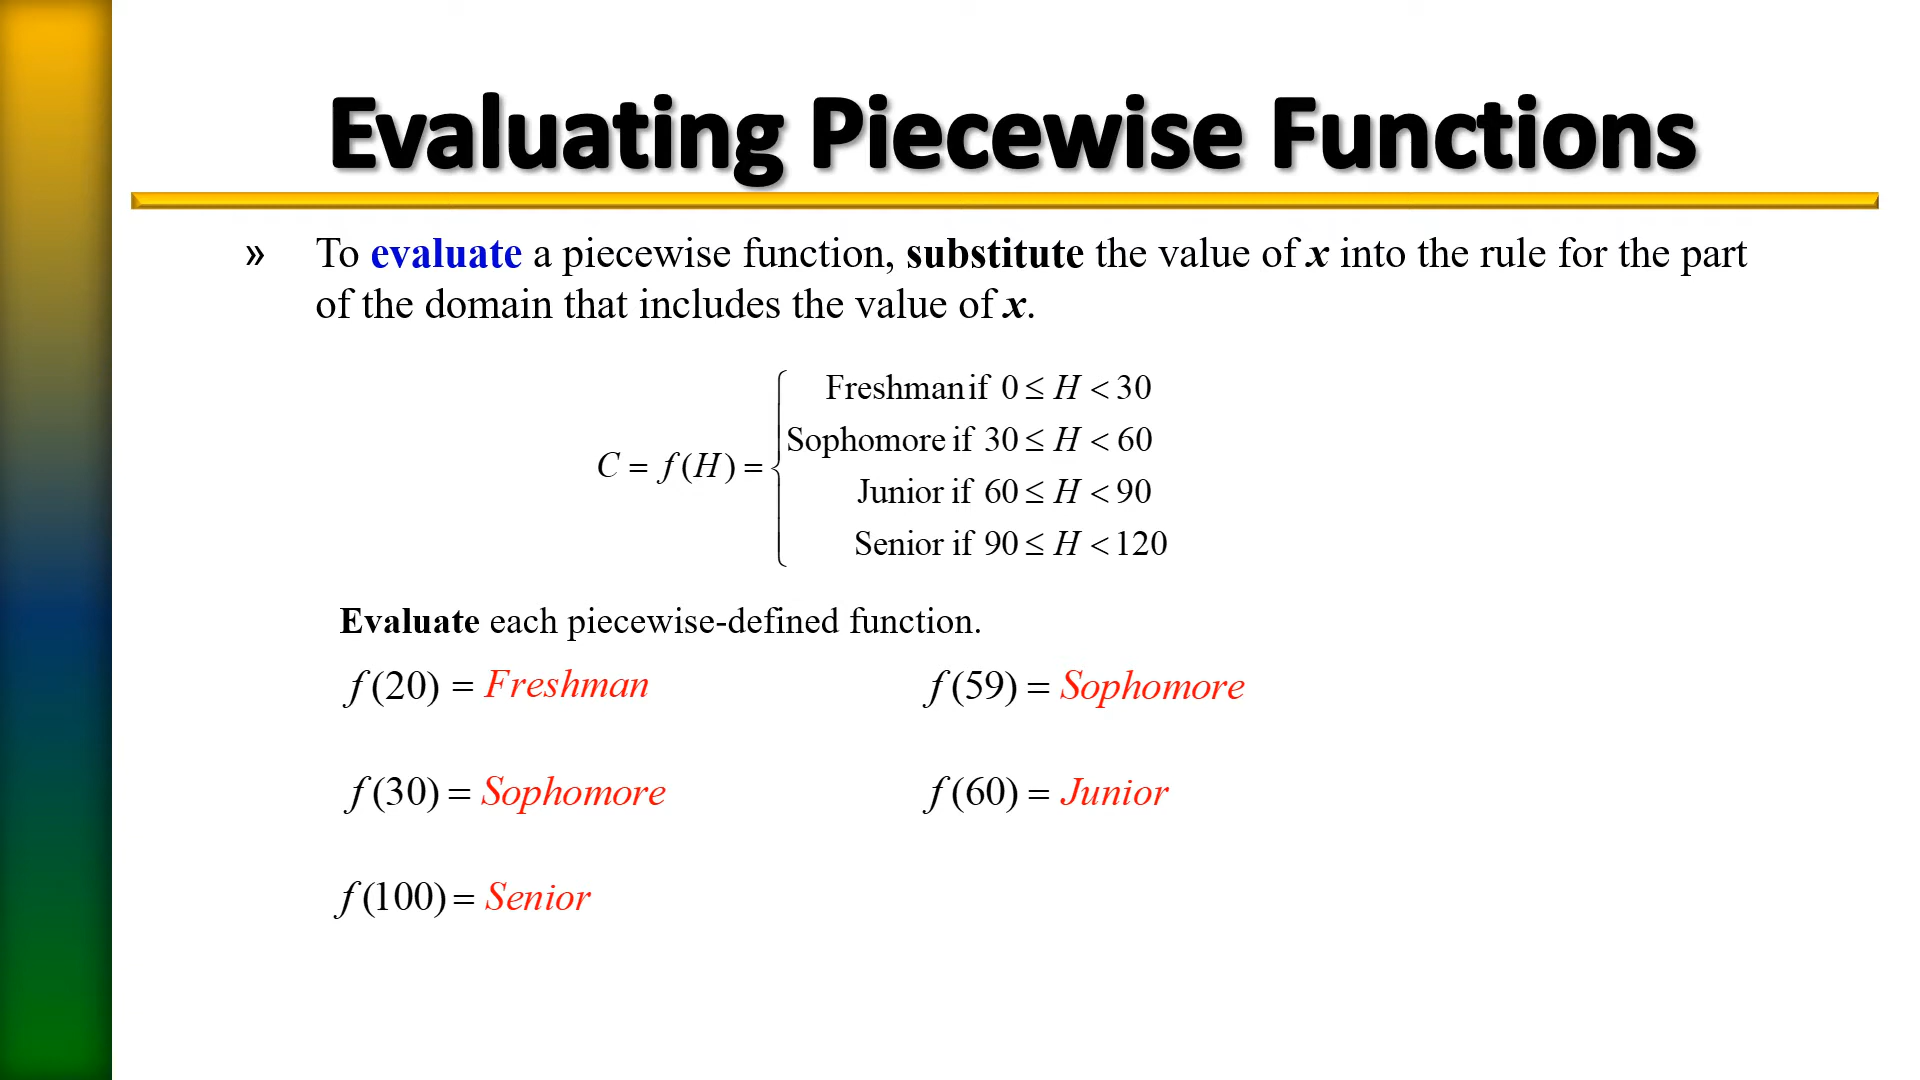 Evaluating Piecewise Functions
» To evaluate a piecewise function, substitute the value of x into the rule for the part
of the domain that includes the value of x.
Freshman if 0 ≤ H < 30
Sophomore if 30 ≤ H < 60
C = f(H) =
Junior if 60 ≤ H < 90
Senior if 90 ≤ H < 120
Evaluate each piecewise-defined function.
f(20) = Freshman
f(59) = Sophomore
f(30) = Sophomore
f(60) = Junior
f(100) = Senior